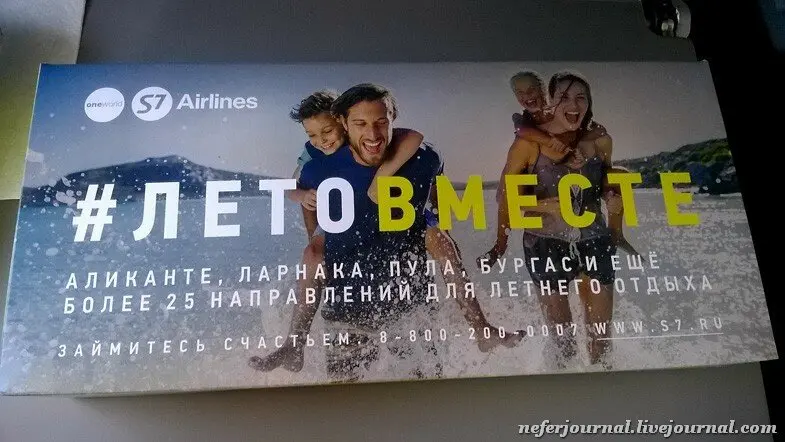 oneworld S7 Airlines
#ЛЕТОВМЕСТЕ
АЛИКАНТЕ, ЛАРНАКА, ПУЛА, БУРГАС И ЕЩЁ
БОЛЕЕ 25 НАПРАВЛЕНИЙ ДЛЯ ЛЕТНЕГО ОТДЫХА
ЗАЙМИТЕСЬ СЧАСТЬЕМ. 8-800-200-0007 WWW.S7.RU
neferjournal.livejournal.com